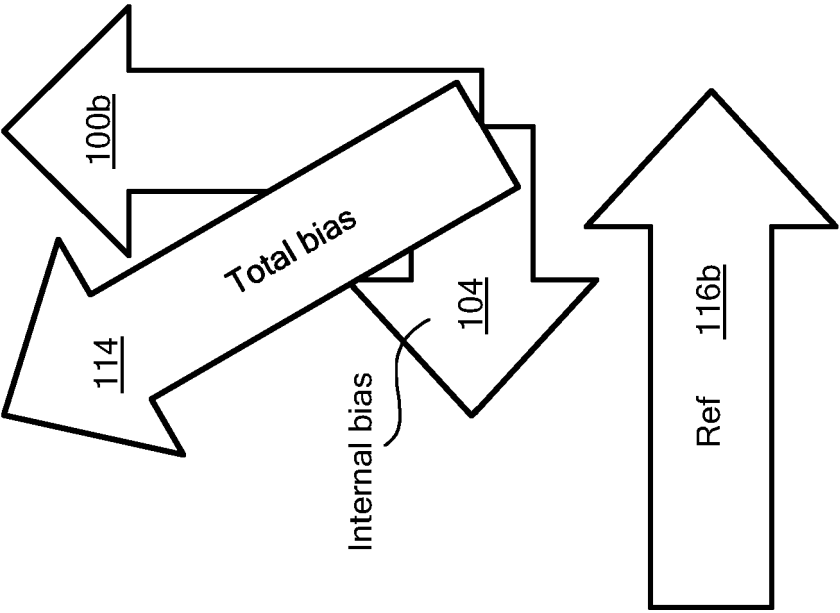 100b
Total bias
114
104
Internal bias
Ref 116b